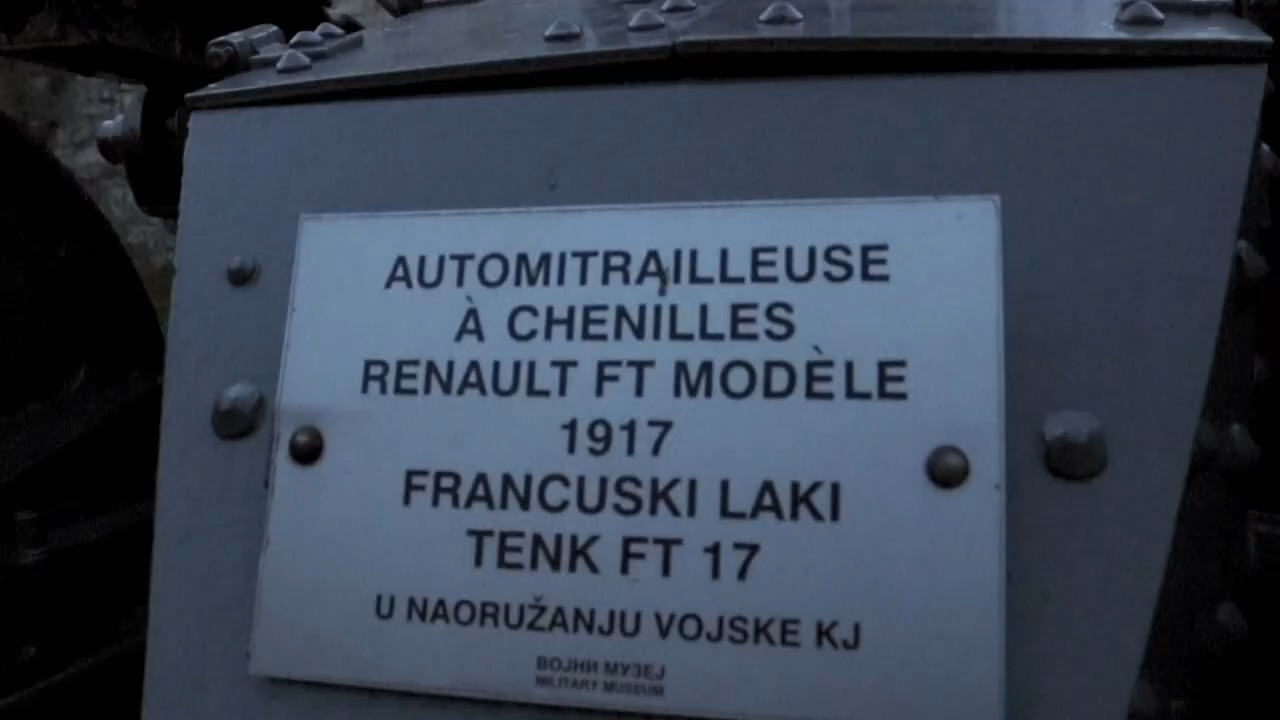 AUTOMITRAILLEUSE
À CHENILLES
RENAULT FT MODÈLE
1917
FRANCUSKI LAKI
TENK FT 17
U NAORUŽANJU VOJSKE KJ
ВОЈНИ МУЗЕЈ
MILITARY MUSEUM